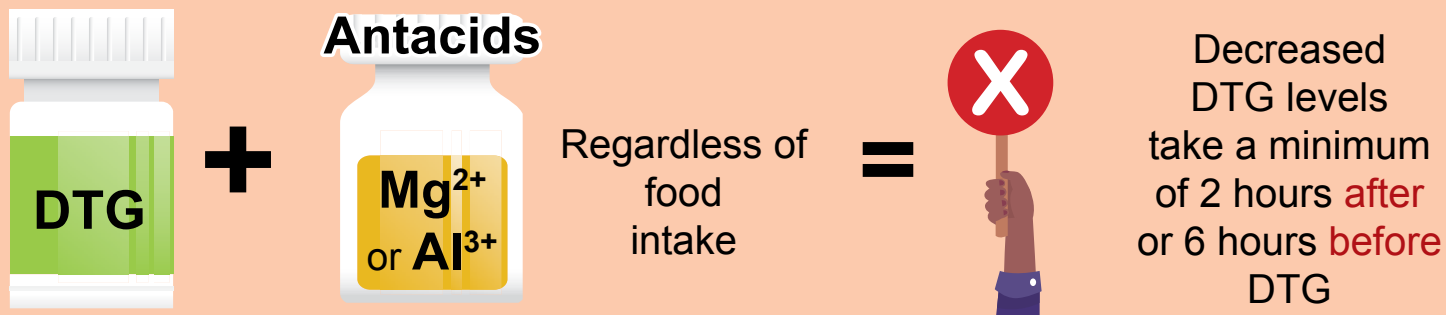 DTG
+
Antacids
Mg²⁺
or Al³⁺
Regardless of
food
intake
=
X
Decreased
DTG levels
take a minimum
of 2 hours after
or 6 hours before
DTG